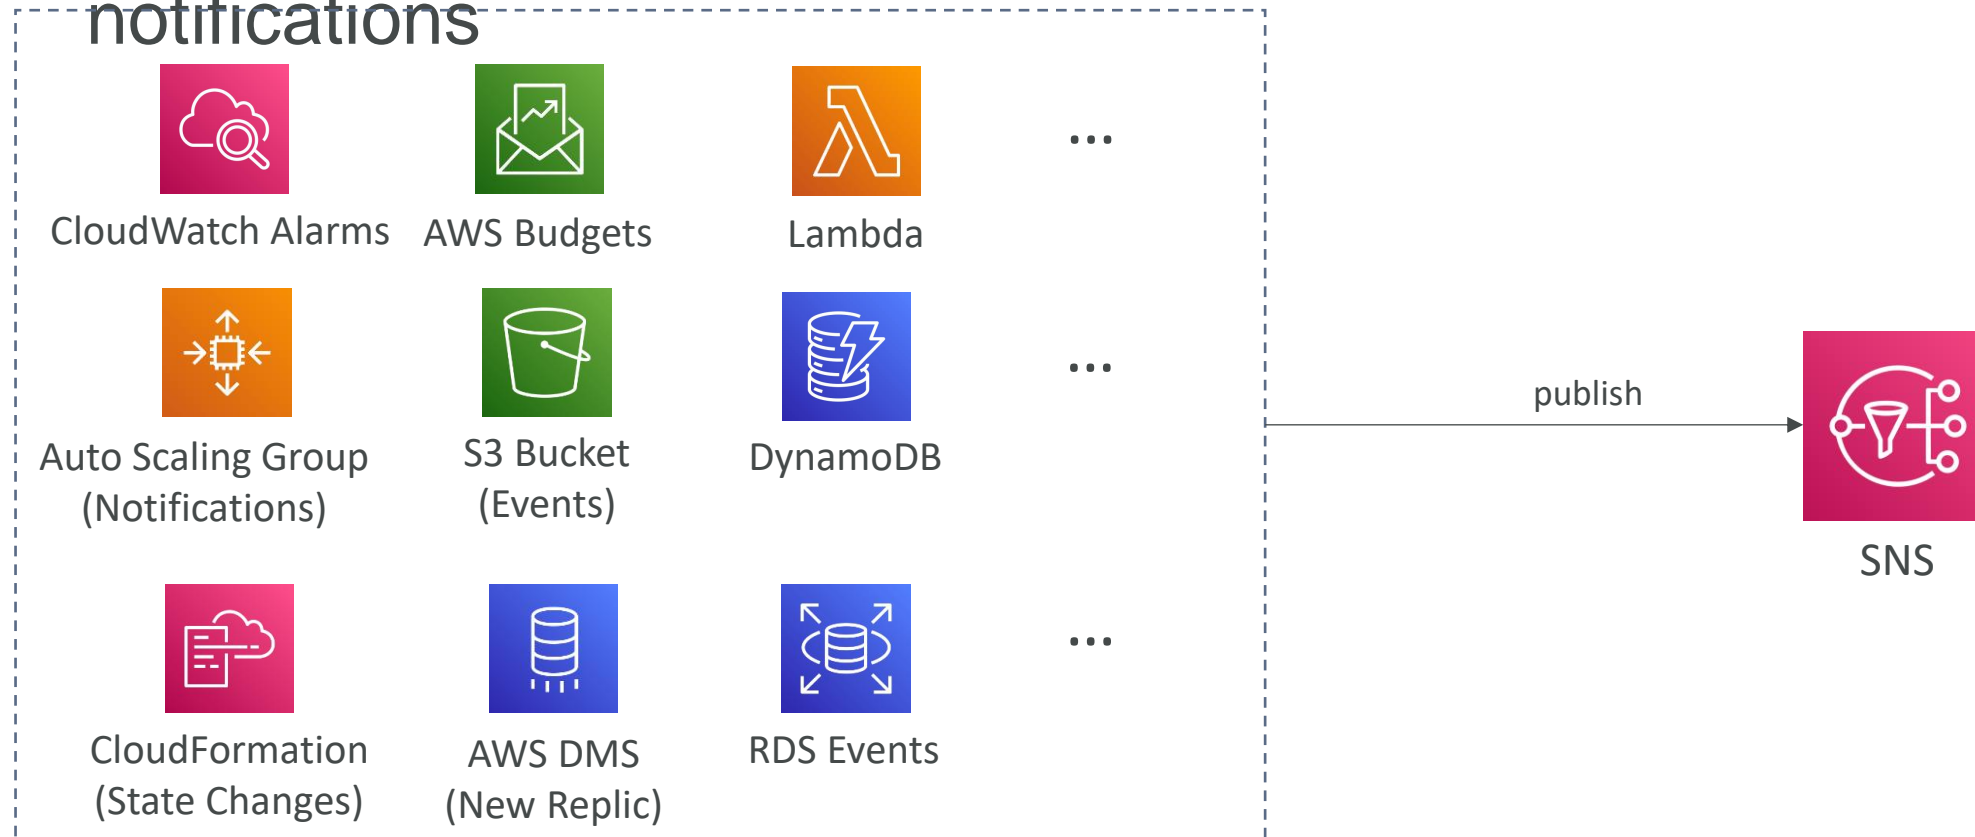 notifications
CloudWatch Alarms
AWS Budgets
Lambda
...
Auto Scaling Group
(Notifications)
S3 Bucket
(Events)
DynamoDB
...
publish
SNS
CloudFormation
(State Changes)
AWS DMS
(New Replic)
RDS Events
...